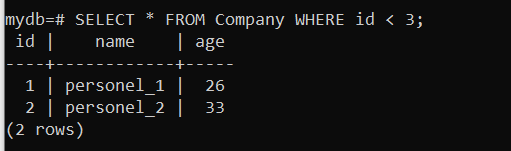 mydb=# SELECT * FROM Company WHERE id < 3;
 id |    name    | age
----+------------+-----
  1 | personel_1 |  26
  2 | personel_2 |  33
(2 rows)